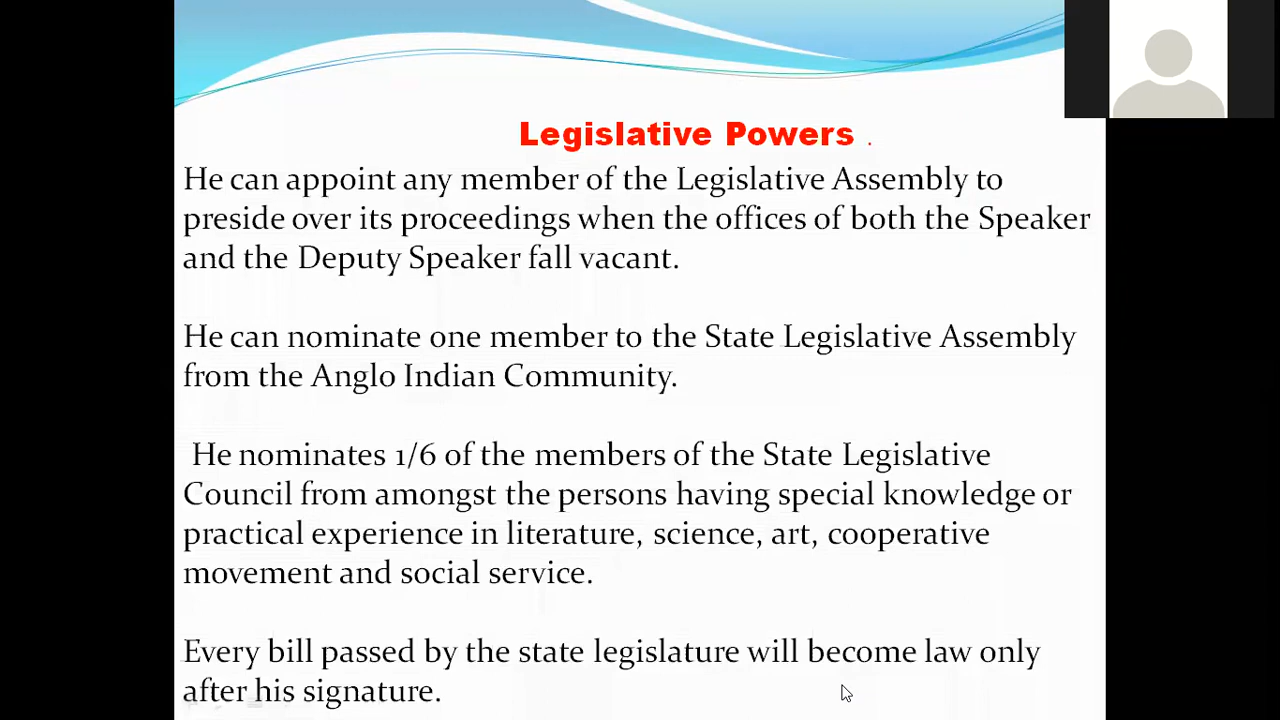 Legislative Powers .
He can appoint any member of the Legislative Assembly to
preside over its proceedings when the offices of both the Speaker
and the Deputy Speaker fall vacant.
He can nominate one member to the State Legislative Assembly
from the Anglo Indian Community.
He nominates 1/6 of the members of the State Legislative
Council from amongst the persons having special knowledge or
practical experience in literature, science, art, cooperative
movement and social service.
Every bill passed by the state legislature will become law only
after his signature.